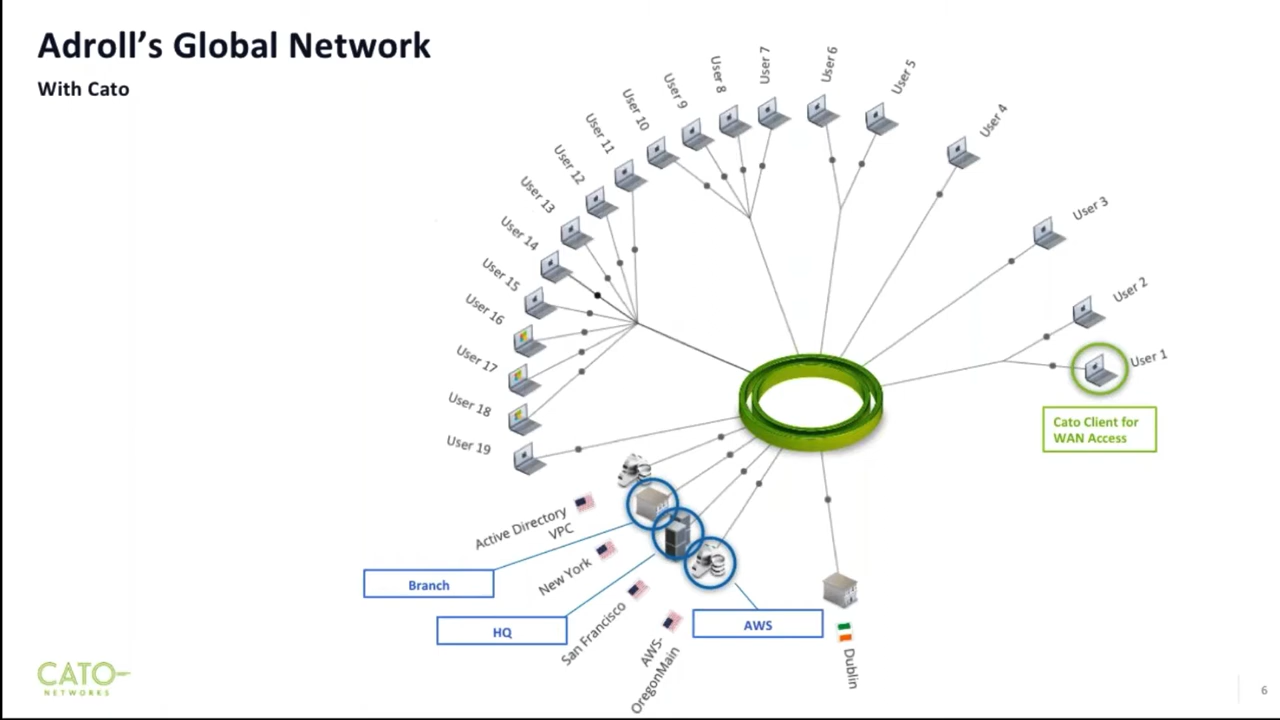 Adroll's Global Network
With Cato
User 1
User 2
User 3
User 4
User 5
User 6
User 7
User 8
User 9
User 10
User 11
User 12
User 13
User 14
User 15
User 16
User 17
User 18
User 19
Cato Client for
WAN Access
Active Directory
VPC
New York
San Francisco
AWS-
OregonMain
Dublin
Branch
HQ
AWS
CATO
NETWORKS
6